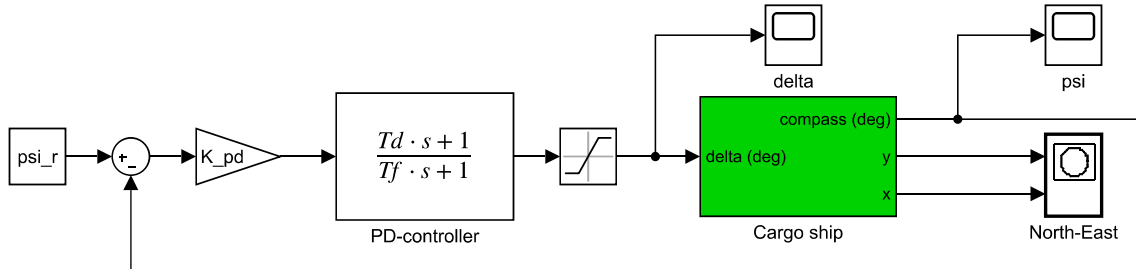 delta
psi
psi_r
+
−
K_pd
Td · s + 1
Tf · s + 1
PD-controller
compass (deg)
delta (deg)
y
x
Cargo ship
North-East